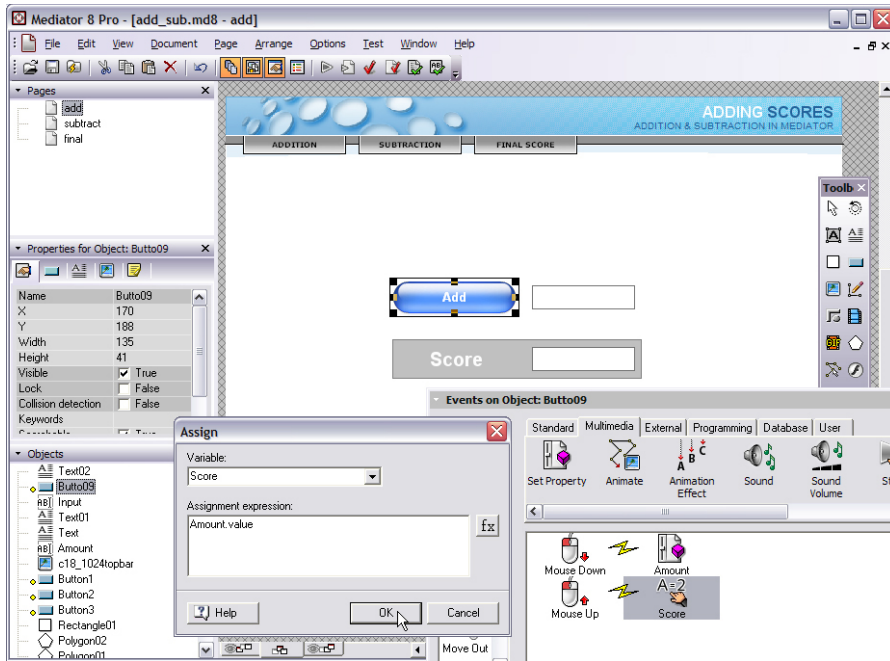 Mediator 8 Pro - [add_sub.md8 - add]
File Edit View Document Page Arrange Options Test Window Help
Pages
add
subtract
final
ADDING SCORES
ADDITION & SUBTRACTION IN MEDIATOR
ADDITION SUBTRACTION FINAL SCORE
Toolb
Properties for Object: Butto09
Name Butto09
X 170
Y 188
Width 135
Height 41
Visible True
Lock False
Collision detection False
Keywords
Add
Score
Objects
Text02
Butto09
Input
Text01
Text
Amount
c18_1024topbar
Button1
Button2
Button3
Rectangle01
Polygon02
Polygon01
Assign
Variable:
Score
Assignment expression:
Amount.value
fx
Help OK Cancel
Events on Object: Butto09
Standard Multimedia External Programming Database User
Set Property Animate Animation Effect Sound Sound Volume
Mouse Down Amount
A=2
Mouse Up Score
Move Out